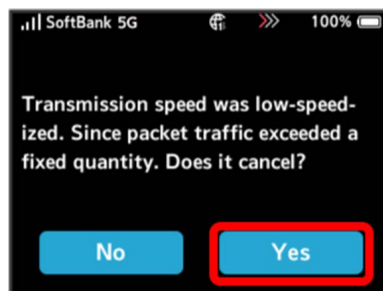 SoftBank 5G 100%
Transmission speed was low-speed-
ized. Since packet traffic exceeded a
fixed quantity. Does it cancel?
No Yes